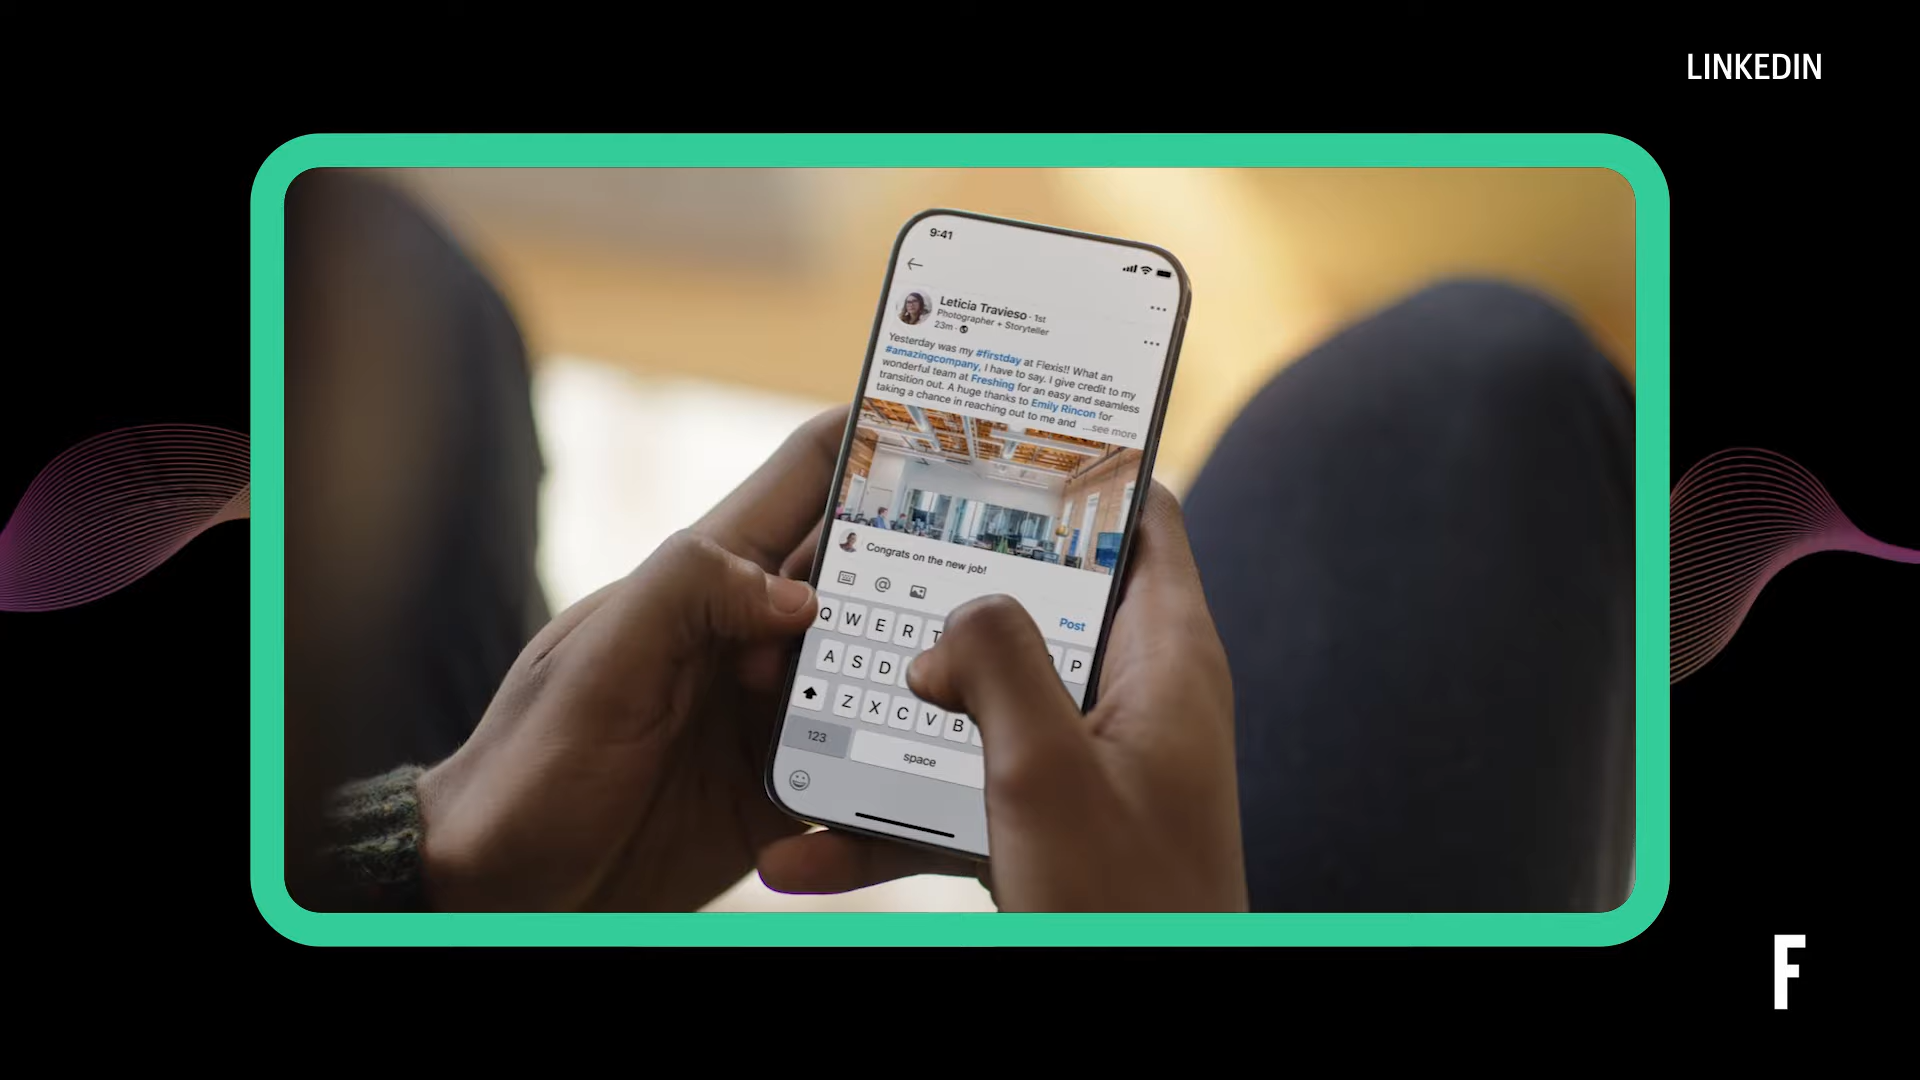 LINKEDIN
9:41
Leticia Travieso · 1st
Photographer + Storyteller
23m ·
Yesterday was my #firstday at Flexis!! What an
#amazingcompany, I have to say. I give credit to my
wonderful team at Freshing for an easy and seamless
transition out. A huge thanks to Emily Rincon for
taking a chance in reaching out to me and ...see more
Congrats on the new job!
@
Post
Q W E R T P
A S D
Z X C V B
123 space
F